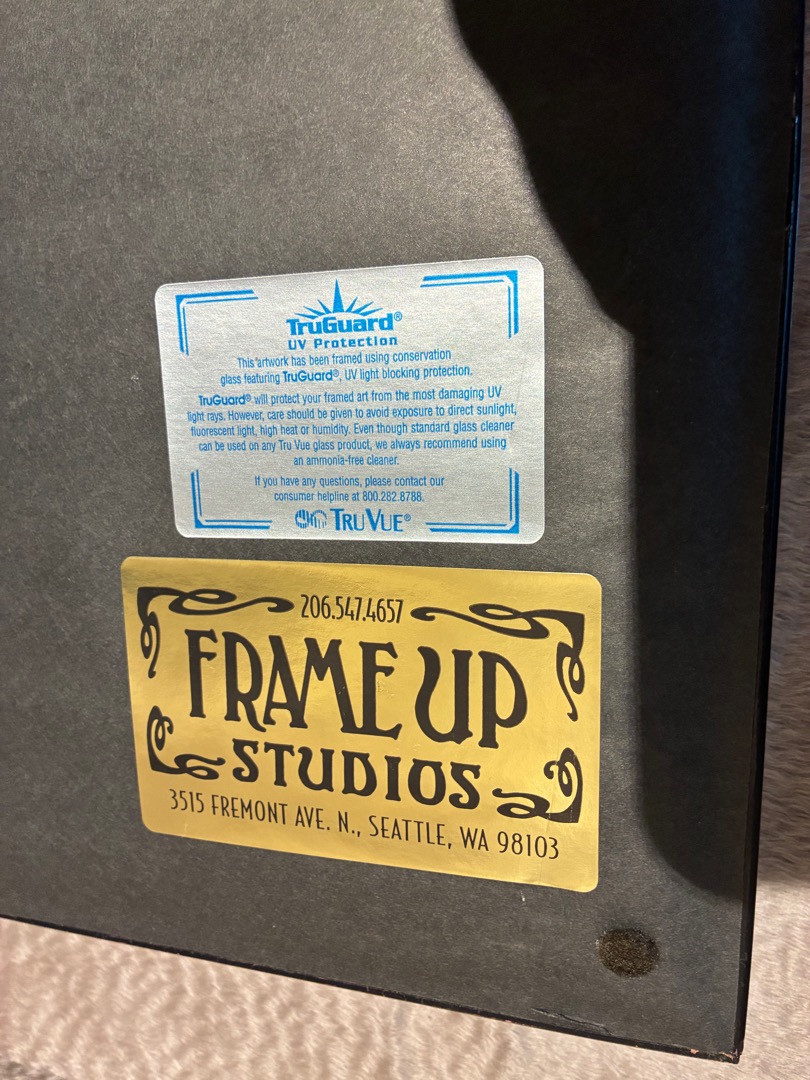 TruGuard®
UV Protection
This artwork has been framed using conservation
glass featuring TruGuard®, UV light blocking protection.
TruGuard® will protect your framed art from the most damaging UV
light rays. However, care should be given to avoid exposure to direct sunlight,
fluorescent light, high heat or humidity. Even though standard glass cleaner
can be used on any Tru Vue glass product, we always recommend using
an ammonia-free cleaner.
If you have any questions, please contact our
consumer helpline at 800.282.8788.
TRU VUE®
206.547.4657
FRAME UP
STUDIOS
3515 FREMONT AVE. N., SEATTLE, WA 98103